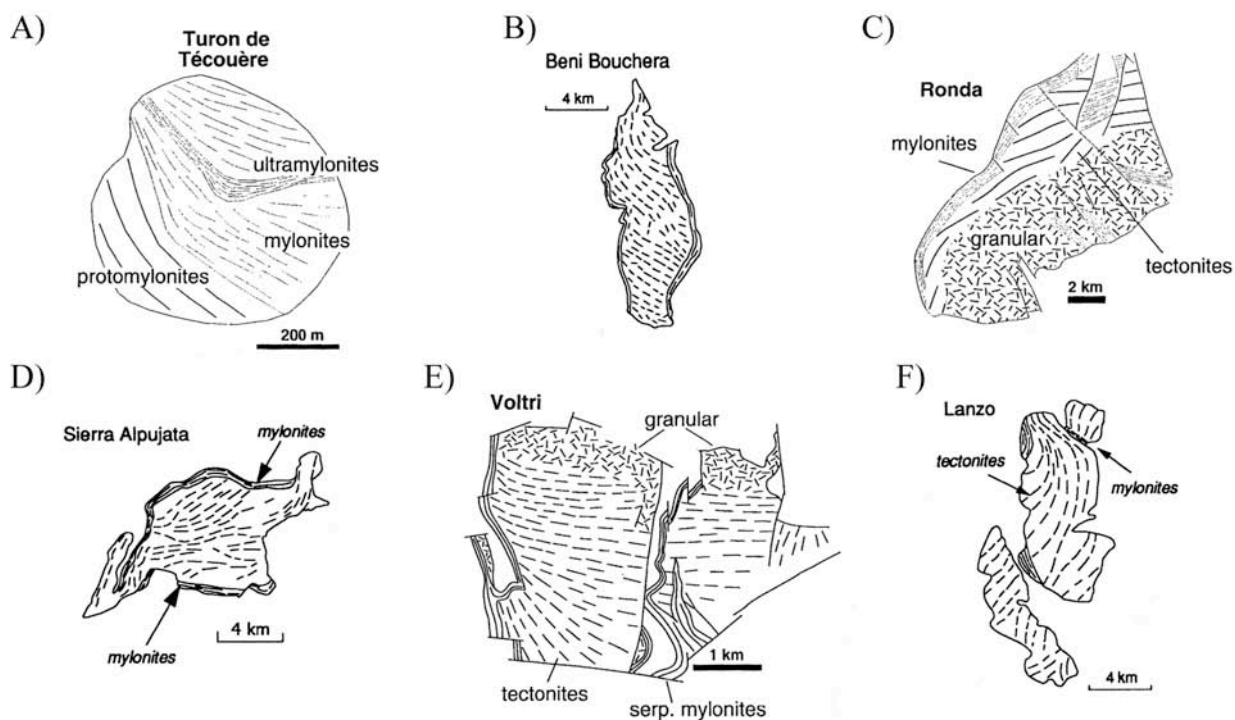 A)
Turon de
Técouère
ultramylonites
mylonites
protomylonites
200 m
B)
Beni Bouchera
4 km
C)
Ronda
mylonites
granular
tectonites
2 km
D)
Sierra Alpujata
mylonites
mylonites
4 km
E)
Voltri
granular
tectonites
1 km
serp. mylonites
F)
Lanzo
tectonites
mylonites
4 km